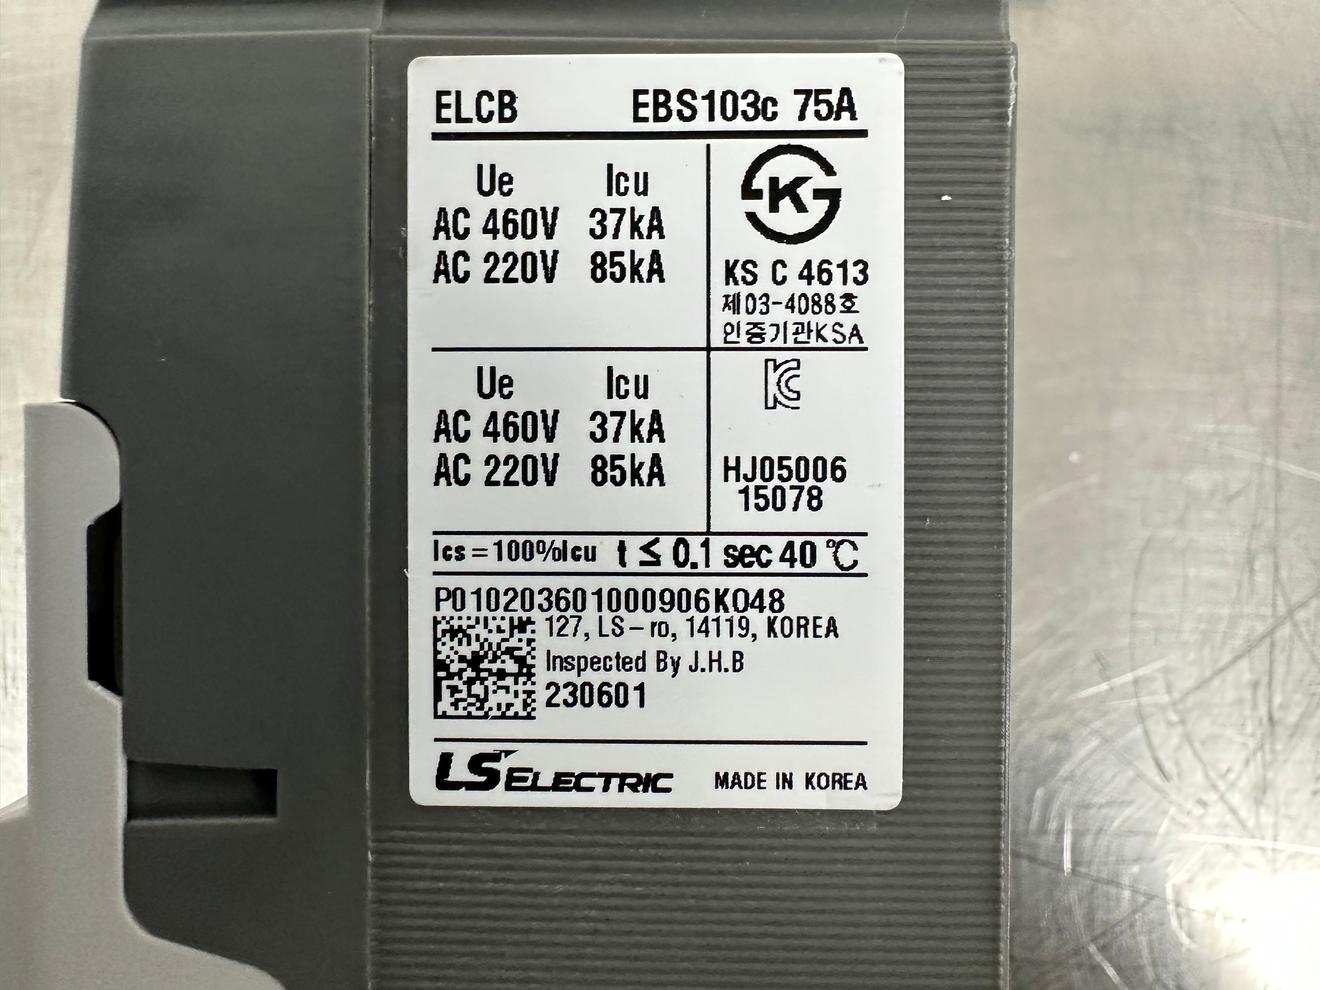 ELCB EBS103c 75A
Ue Icu
AC 460V 37kA
AC 220V 85kA
KS
KS C 4613
제03-4088호
인증기관KSA
Ue Icu
AC 460V 37kA
AC 220V 85kA
KC
HJ05006
15078
Ics=100%Icu t ≤ 0.1 sec 40 ℃
P010203601000906K048
127, LS-ro, 14119, KOREA
Inspected By J.H.B
230601
LS ELECTRIC MADE IN KOREA